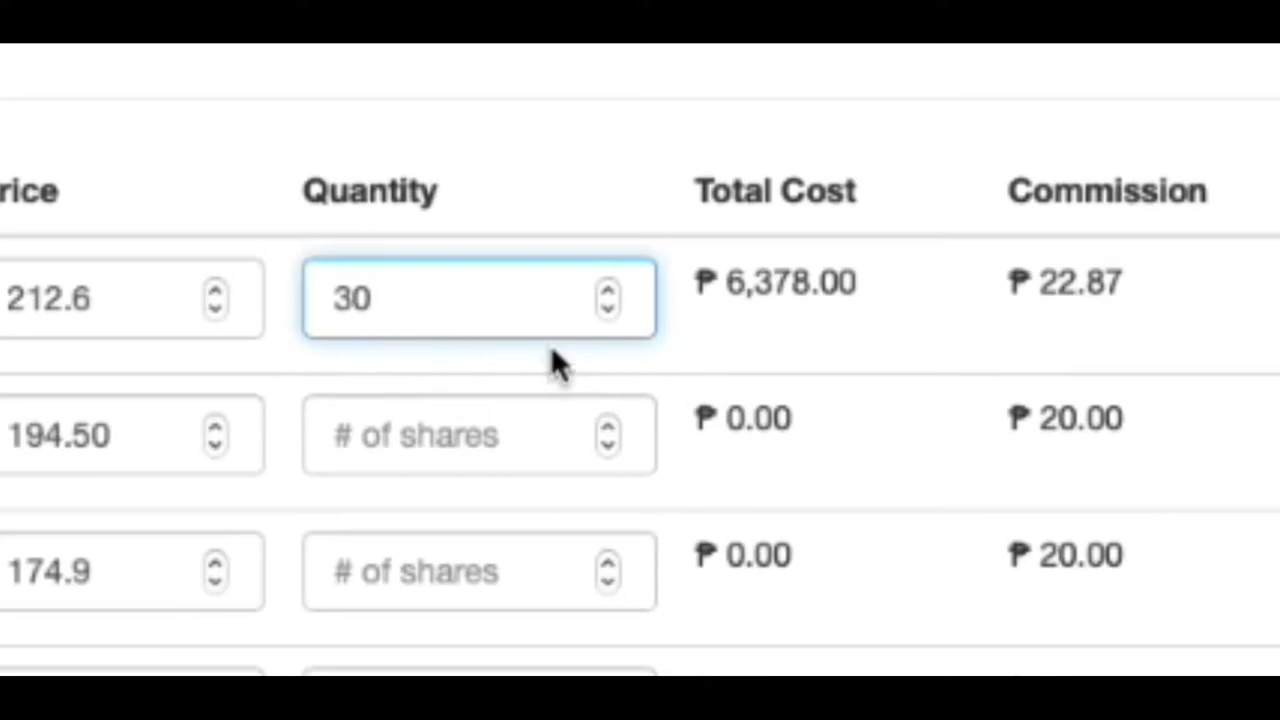 rice Quantity Total Cost Commission
212.6 30 ₱ 6,378.00 ₱ 22.87
194.50 # of shares ₱ 0.00 ₱ 20.00
174.9 # of shares ₱ 0.00 ₱ 20.00